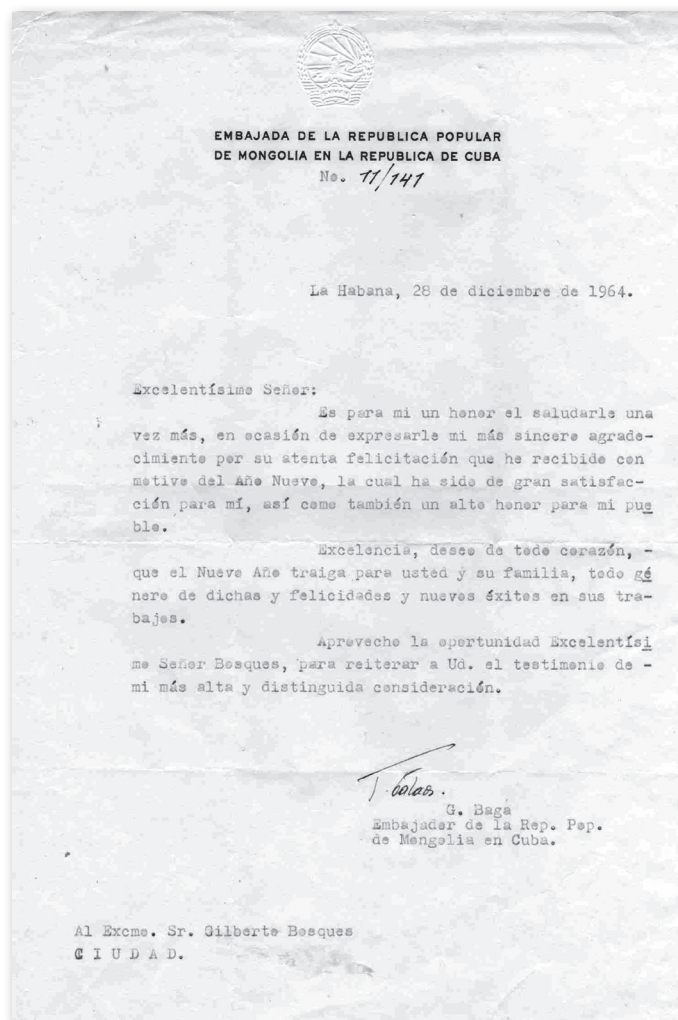 EMBAJADA DE LA REPUBLICA POPULAR
DE MONGOLIA EN LA REPUBLICA DE CUBA
No. 11/141
La Habana, 28 de diciembre de 1964.
Excelentísimo Señor:
Es para mi un honor el saludarle una
vez más, en ocasión de expresarle mi más sincero agrade-
cimiento por su atenta felicitación que he recibido con
motivo del Año Nuevo, la cual ha sido de gran satisfac-
ción para mí, así como también un alto honor para mi pue
blo.
Excelencia, deseo de todo corazón, -
que el Nuevo Año traiga para usted y su familia, todo gé
nero de dichas y felicidades y nuevos éxitos en sus tra-
bajos.
Aprovecho la oportunidad Excelentísi
mo Señor Bosques, para reiterar a Ud. el testimonio de -
mi más alta y distinguida consideración.
G. Baga
Embajador de la Rep. Pop.
de Mongolia en Cuba.
Al Excmo. Sr. Gilberto Bosques
C I U D A D.